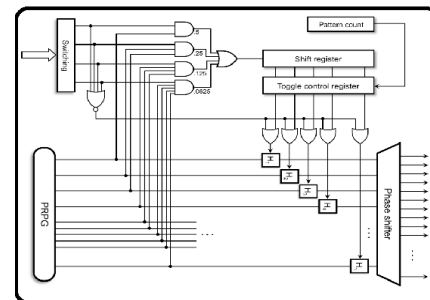 Pattern count
Switching
.5
.25
.125
.0625
Shift register
Toggle control register
H
H
H
H
H
PRPG
Phase shifter